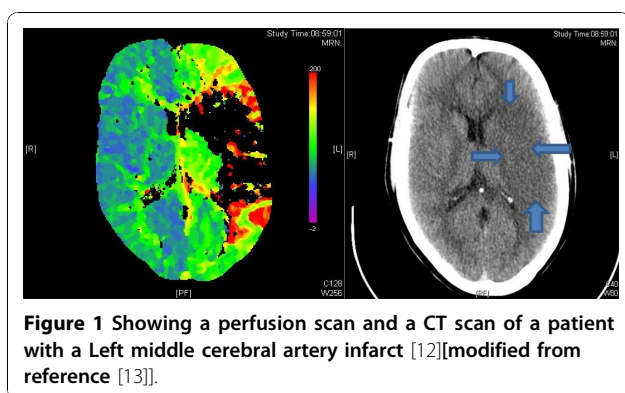 Study Time:08:59:01
MRN:
200
[R]
[L]
-2
C128
W256
[PF]
Study Time:08:59:01
MRN:
[R]
[L]
C40
W80
Figure 1 Showing a perfusion scan and a CT scan of a patient
with a Left middle cerebral artery infarct [12][modified from
reference [13]].